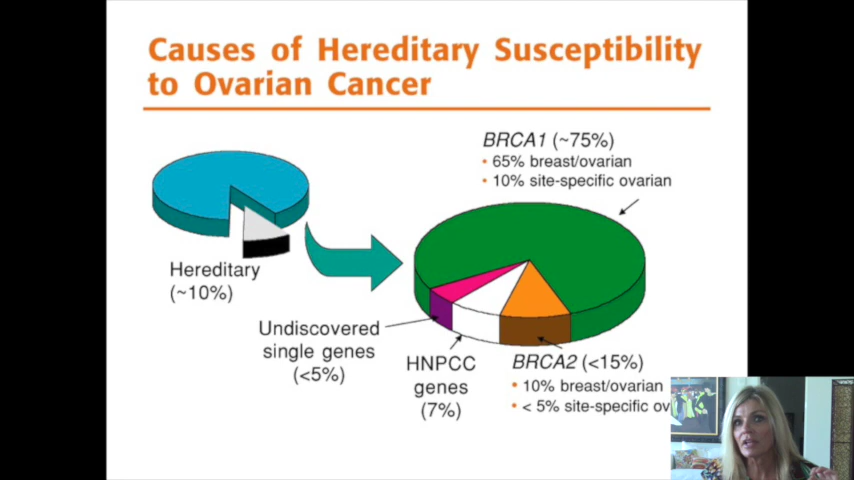 Causes of Hereditary Susceptibility
to Ovarian Cancer
BRCA1 (~75%)
• 65% breast/ovarian
• 10% site-specific ovarian
Hereditary
(~10%)
Undiscovered
single genes
(<5%)
HNPCC
genes
(7%)
BRCA2 (<15%)
• 10% breast/ovarian
• < 5% site-specific ov